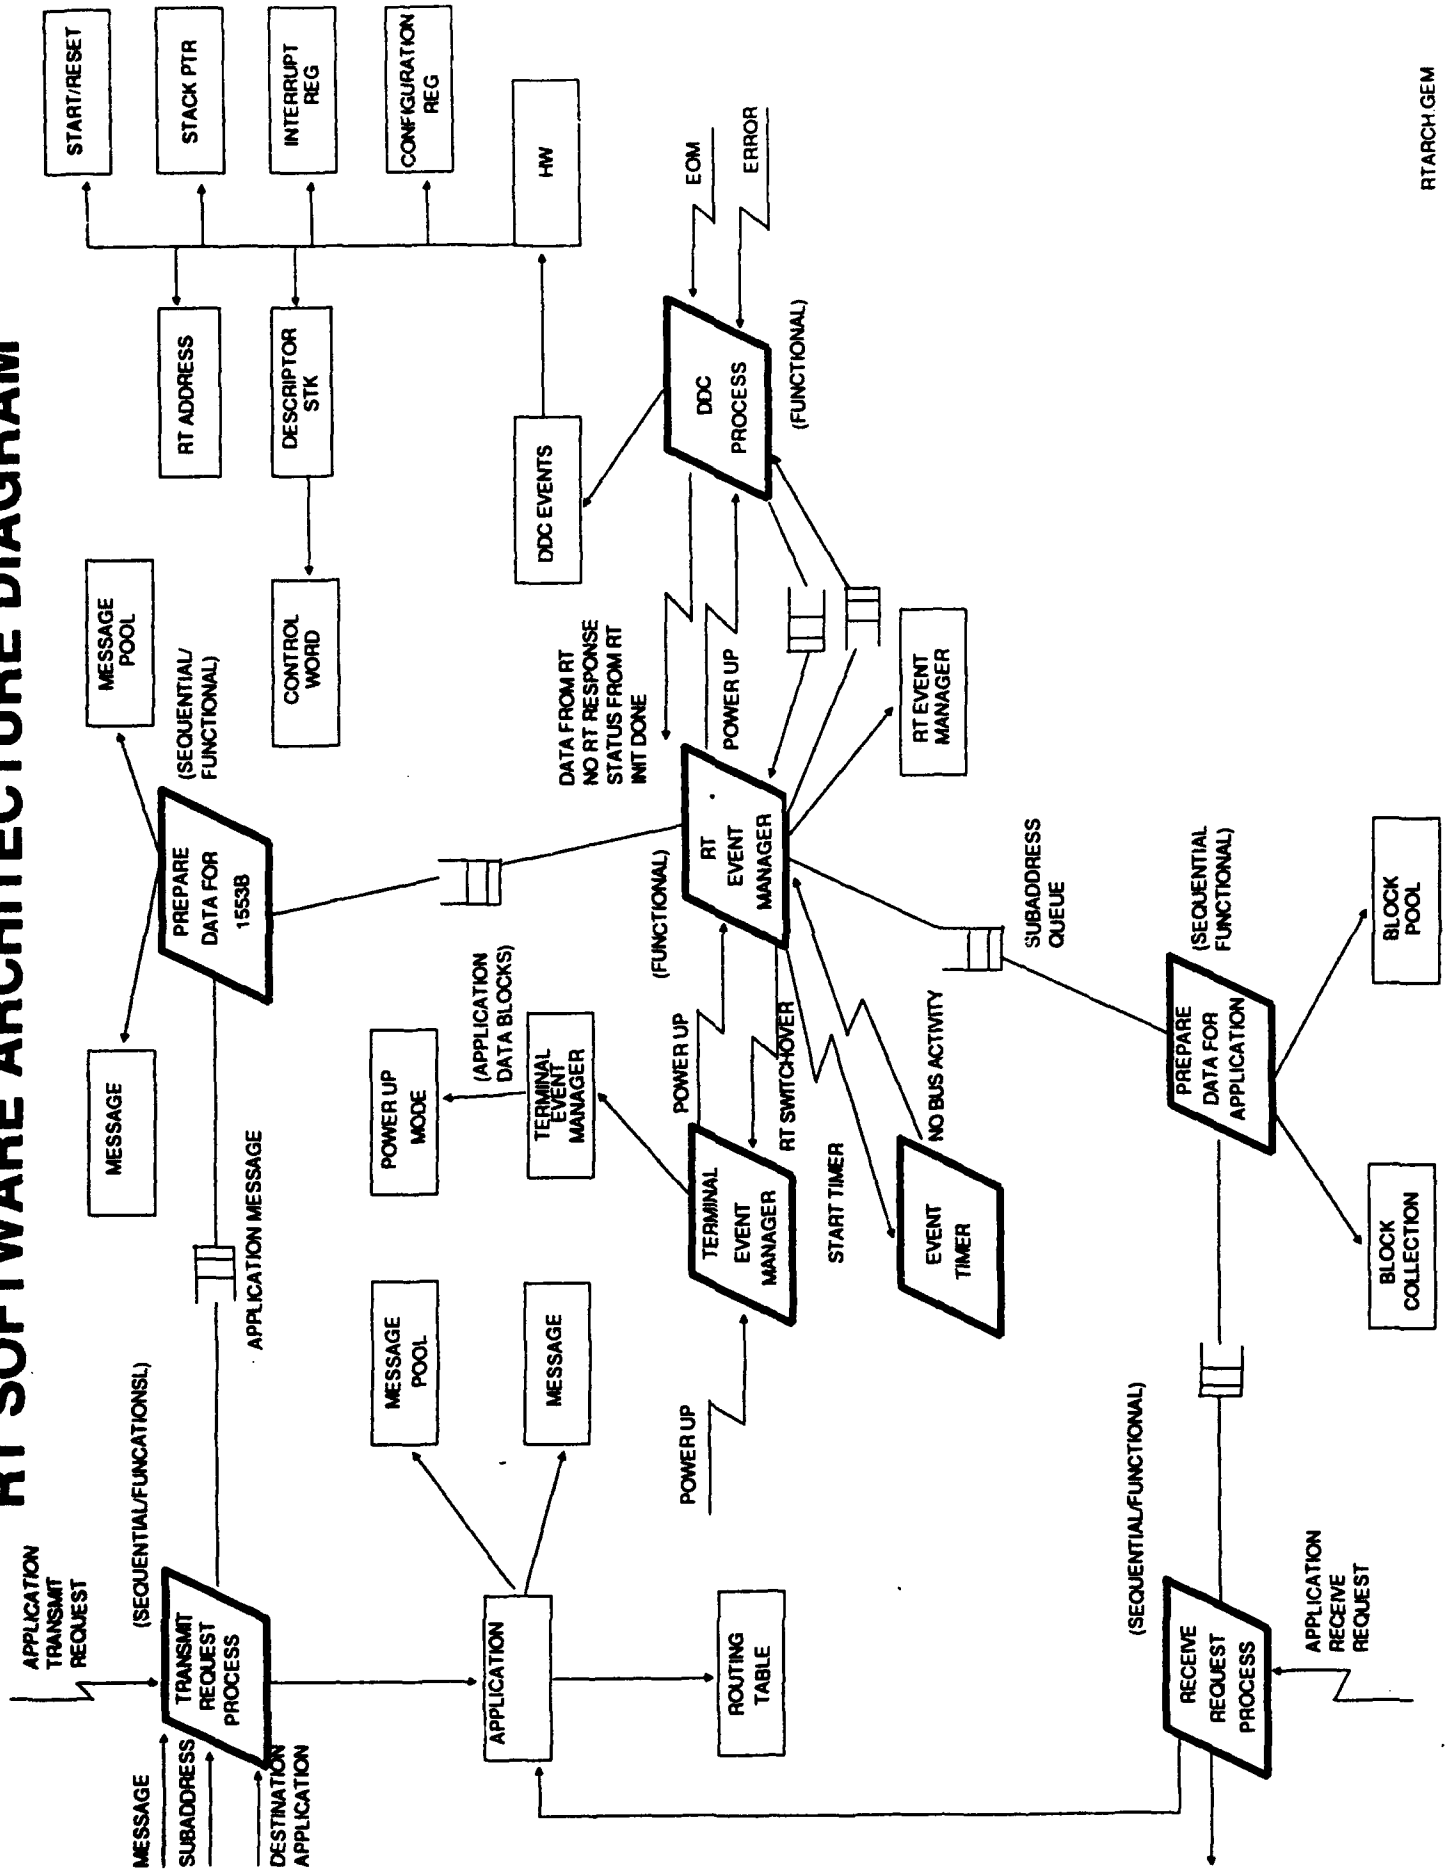 RT SOFTWARE ARCHITECTURE DIAGRAM
APPLICATION
TRANSMIT
REQUEST
MESSAGE
SUBADDRESS
DESTINATION
APPLICATION
TRANSMIT
REQUEST
PROCESS
(SEQUENTIAL/FUNCATIONSL)
APPLICATION MESSAGE
MESSAGE
PREPARE
DATA FOR
1553B
(SEQUENTIAL/
FUNCTIONAL)
MESSAGE
POOL
RT ADDRESS
DESCRIPTOR
STK
CONTROL
WORD
START/RESET
STACK PTR
INTERRUPT
REG
CONFIGURATION
REG
HW
DDC EVENTS
APPLICATION
MESSAGE
POOL
MESSAGE
ROUTING
TABLE
POWER UP
MODE
(APPLICATION
DATA BLOCKS)
TERMINAL
EVENT
MANAGER
POWER UP
TERMINAL
EVENT
MANAGER
POWER UP
RT SWITCHOVER
START TIMER
NO BUS ACTIVITY
EVENT
TIMER
(FUNCTIONAL)
RT
EVENT
MANAGER
DATA FROM RT
NO RT RESPONSE
STATUS FROM RT
INIT DONE
POWER UP
DDC
PROCESS
(FUNCTIONAL)
EOM
ERROR
RT EVENT
MANAGER
SUBADDRESS
QUEUE
(SEQUENTIAL/FUNCTIONAL)
RECEIVE
REQUEST
PROCESS
APPLICATION
RECEIVE
REQUEST
PREPARE
DATA FOR
APPLICATION
(SEQUENTIAL
FUNCTIONAL)
BLOCK
COLLECTION
BLOCK
POOL
RTARCH.GEM